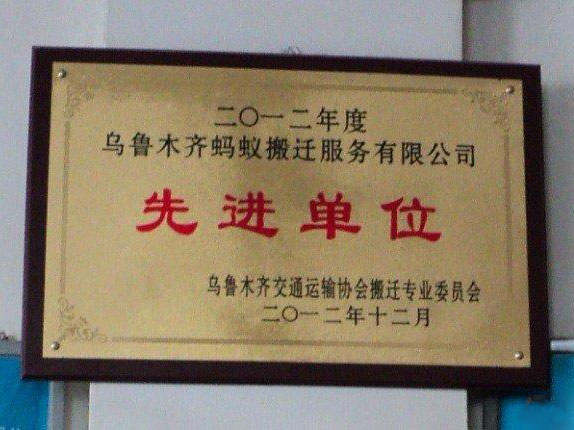 二〇一二年度
乌鲁木齐蚂蚁搬迁服务有限公司
先进单位
乌鲁木齐交通运输协会搬迁专业委员会
二〇一二年十二月